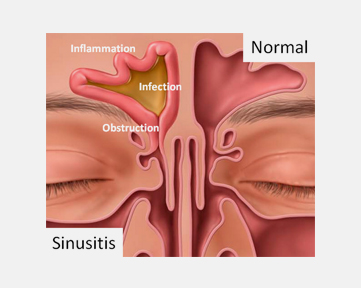 Inflammation
Normal
Infection
Obstruction
Sinusitis